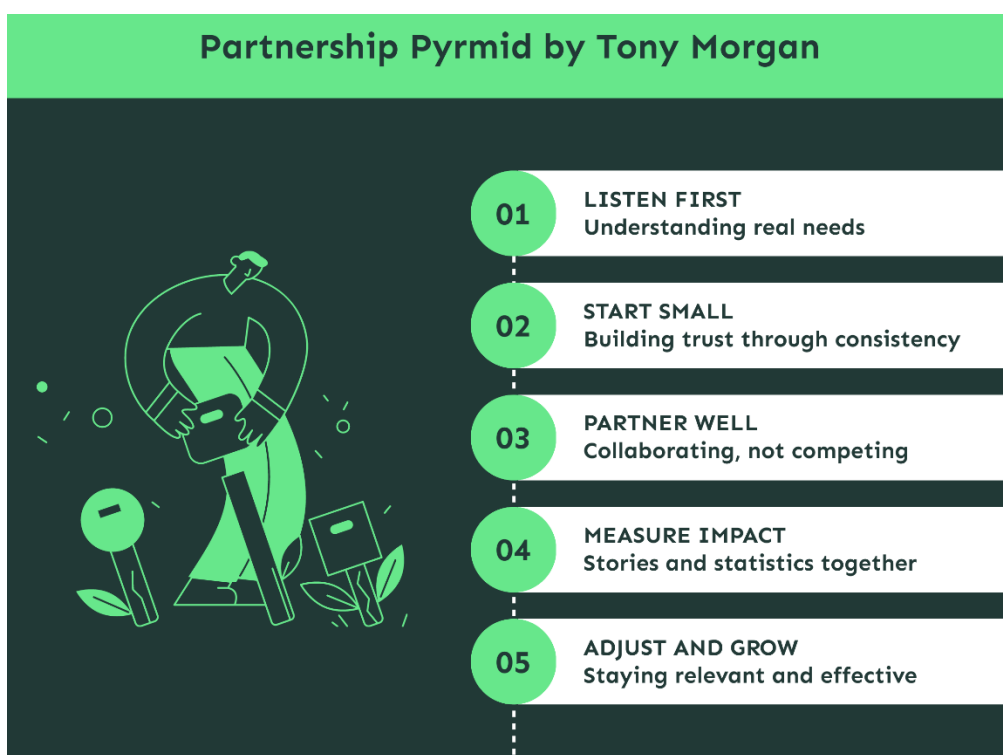 Partnership Pyrmid by Tony Morgan
01
LISTEN FIRST
Understanding real needs
02
START SMALL
Building trust through consistency
03
PARTNER WELL
Collaborating, not competing
04
MEASURE IMPACT
Stories and statistics together
05
ADJUST AND GROW
Staying relevant and effective